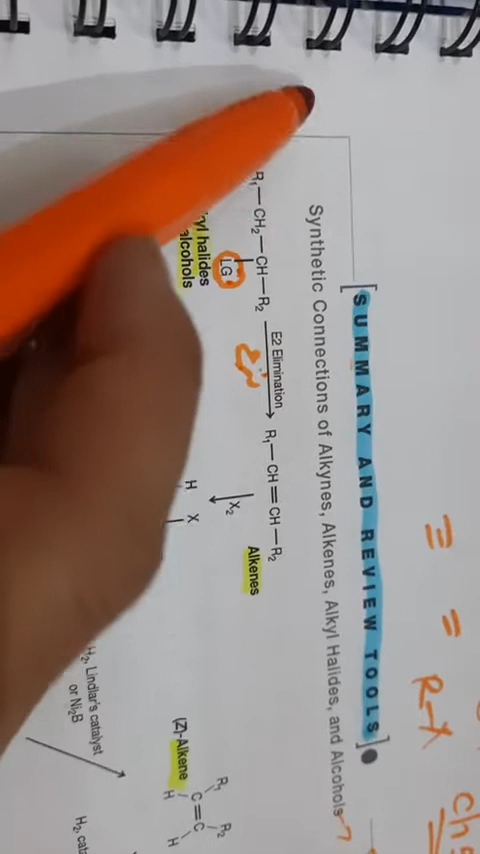 [SUMMARY AND REVIEW TOOLS]
Synthetic Connections of Alkynes, Alkenes, Alkyl Halides, and Alcohols
R₁—CH₂—CH—R₂
LG
E2 Elimination
R₁—CH=CH—R₂
halides
alcohols
Alkenes
X₂
H X
H₂, Lindlar's catalyst
or Ni₂B
(Z)-Alkene
R₁ R₂
C=C
H H
H₂,
≡ = R-X